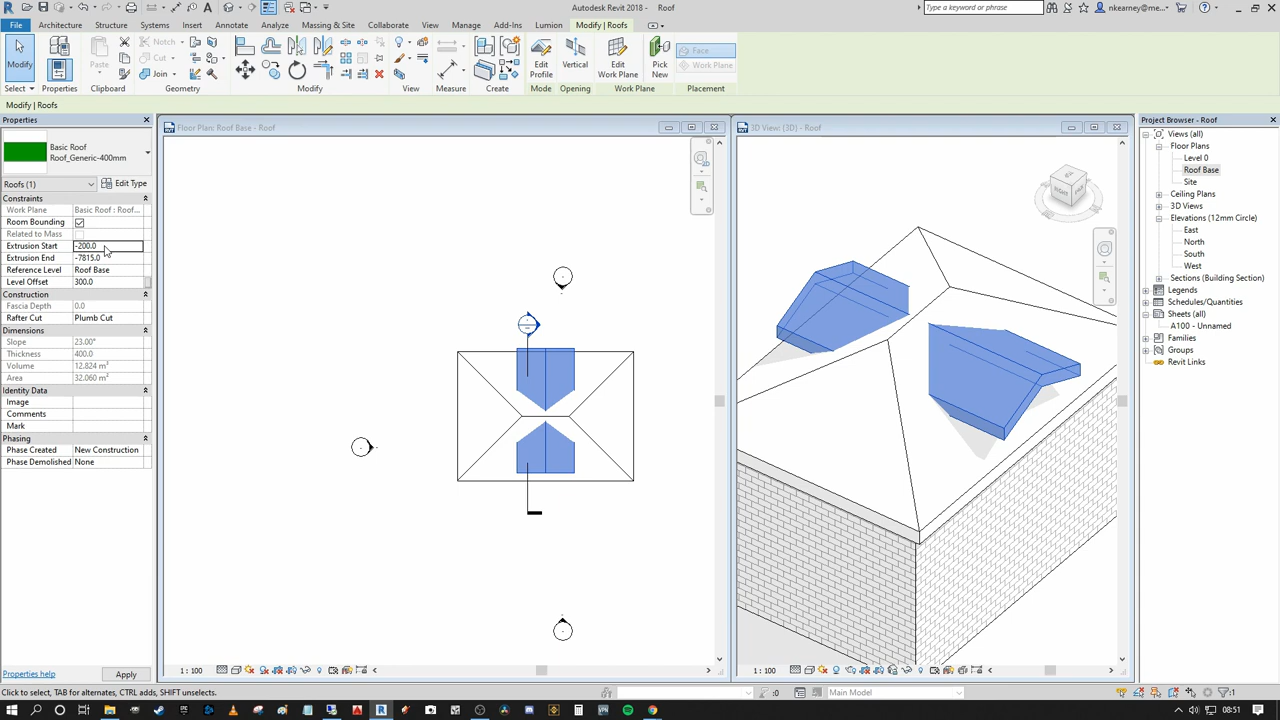 Autodesk Revit 2018 - Roof
Type a keyword or phrase
nkearney@me...
File Architecture Structure Systems Insert Annotate Analyze Massing & Site Collaborate View Manage Add-Ins Lumion Modify | Roofs
Modify
Paste
Notch
Cut
Join
Edit Profile
Vertical
Edit Work Plane
Pick New
Face
Work Plane
Select Properties Clipboard Geometry Modify View Measure Create Mode Opening Work Plane Placement
Modify | Roofs
Properties
Basic Roof
Roof_Generic-400mm
Roofs (1)
Edit Type
Constraints
Work Plane Basic Roof : Roof...
Room Bounding
Related to Mass
Extrusion Start -200.0
Extrusion End -7815.0
Reference Level Roof Base
Level Offset 300.0
Construction
Fascia Depth 0.0
Rafter Cut Plumb Cut
Dimensions
Slope 23.00°
Thickness 400.0
Volume 12.824 m³
Area 32.060 m²
Identity Data
Image
Comments
Mark
Phasing
Phase Created New Construction
Phase Demolished None
Properties help
Apply
Floor Plan: Roof Base - Roof
1 : 100
3D View: {3D} - Roof
RIGHT
1 : 100
Project Browser - Roof
Views (all)
Floor Plans
Level 0
Roof Base
Site
Ceiling Plans
3D Views
Elevations (12mm Circle)
East
North
South
West
Sections (Building Section)
Legends
Schedules/Quantities
Sheets (all)
A100 - Unnamed
Families
Groups
Revit Links
Click to select, TAB for alternates, CTRL adds, SHIFT unselects.
:0
Main Model
:1
08:51